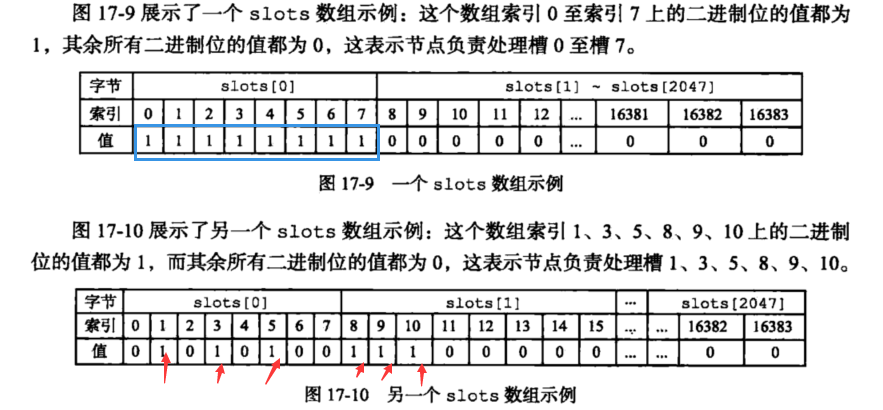 图 17-9 展示了一个 slots 数组示例：这个数组索引 0 至索引 7 上的二进制位的值都为
1，其余所有二进制位的值都为 0，这表示节点负责处理槽 0 至槽 7。
字节 slots[0] slots[1] ~ slots[2047]
索引 0 1 2 3 4 5 6 7 8 9 10 11 12 ... 16381 16382 16383
值 1 1 1 1 1 1 1 1 0 0 0 0 0 ... 0 0 0
图 17-9 一个 slots 数组示例
图 17-10 展示了另一个 slots 数组示例：这个数组索引 1、3、5、8、9、10 上的二进制
位的值都为 1，而其余所有二进制位的值都为 0，这表示节点负责处理槽 1、3、5、8、9、10。
字节 slots[0] slots[1] ... slots[2047]
索引 0 1 2 3 4 5 6 7 8 9 10 11 12 13 14 15 ... ... 16382 16383
值 0 1 0 1 0 1 0 0 1 1 1 0 0 0 0 0 ... ... 0 0
图 17-10 另一个 slots 数组示例